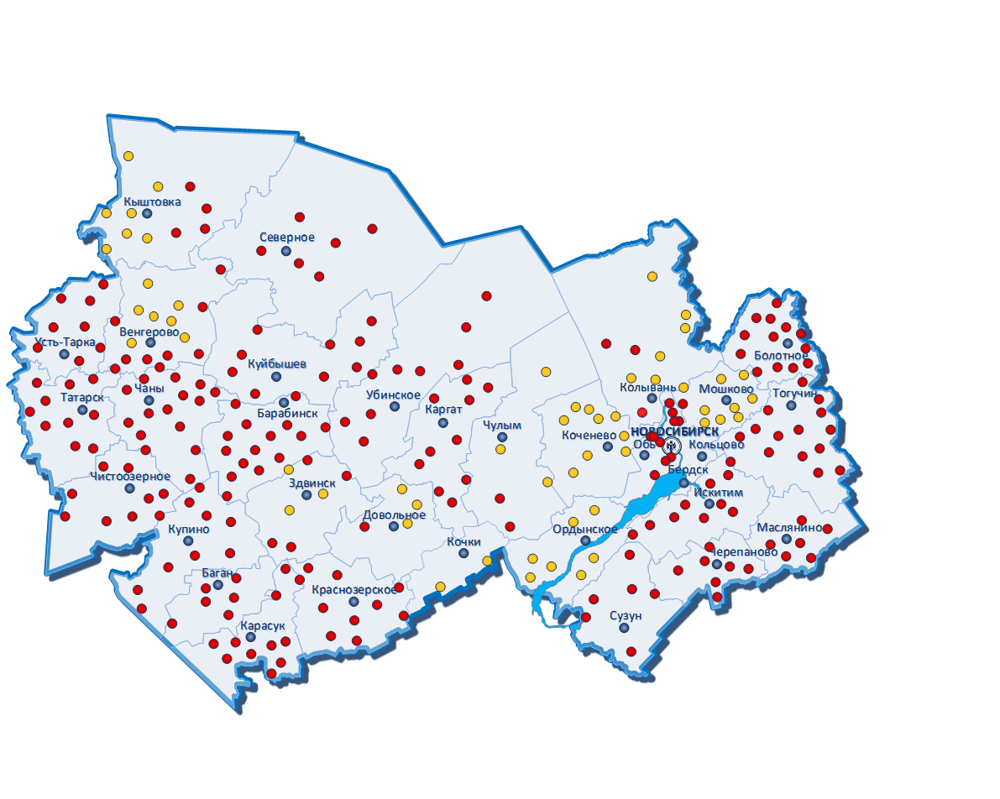 Кыштовка
Северное
Венгерово
Усть-Тарка
Болотное
Куйбышев
Чаны
Колывань
Мошково
Татарск
Убинское
Тогучин
Барабинск
Каргат
Чулым
НОВОСИБИРСК
Коченево
Обь
Кольцово
Чистоозерное
Бердск
Здвинск
Искитим
Довольное
Купино
Ордынское
Маслянино
Кочки
Черепаново
Баган
Краснозерское
Сузун
Карасук